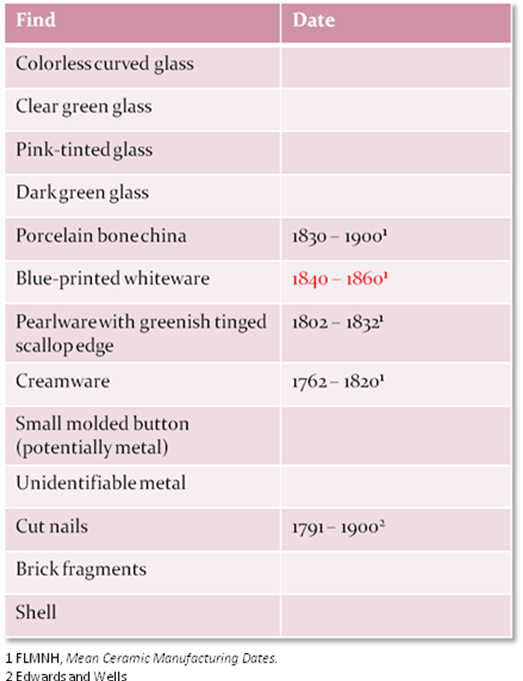 Find Date
Colorless curved glass
Clear green glass
Pink-tinted glass
Dark green glass
Porcelain bone china 1830 – 1900¹
Blue-printed whiteware 1840 – 1860¹
Pearlware with greenish tinged 1802 – 1832¹
scallop edge
Creamware 1762 – 1820¹
Small molded button
(potentially metal)
Unidentifiable metal
Cut nails 1791 – 1900²
Brick fragments
Shell
1 FLMNH, Mean Ceramic Manufacturing Dates.
2 Edwards and Wells